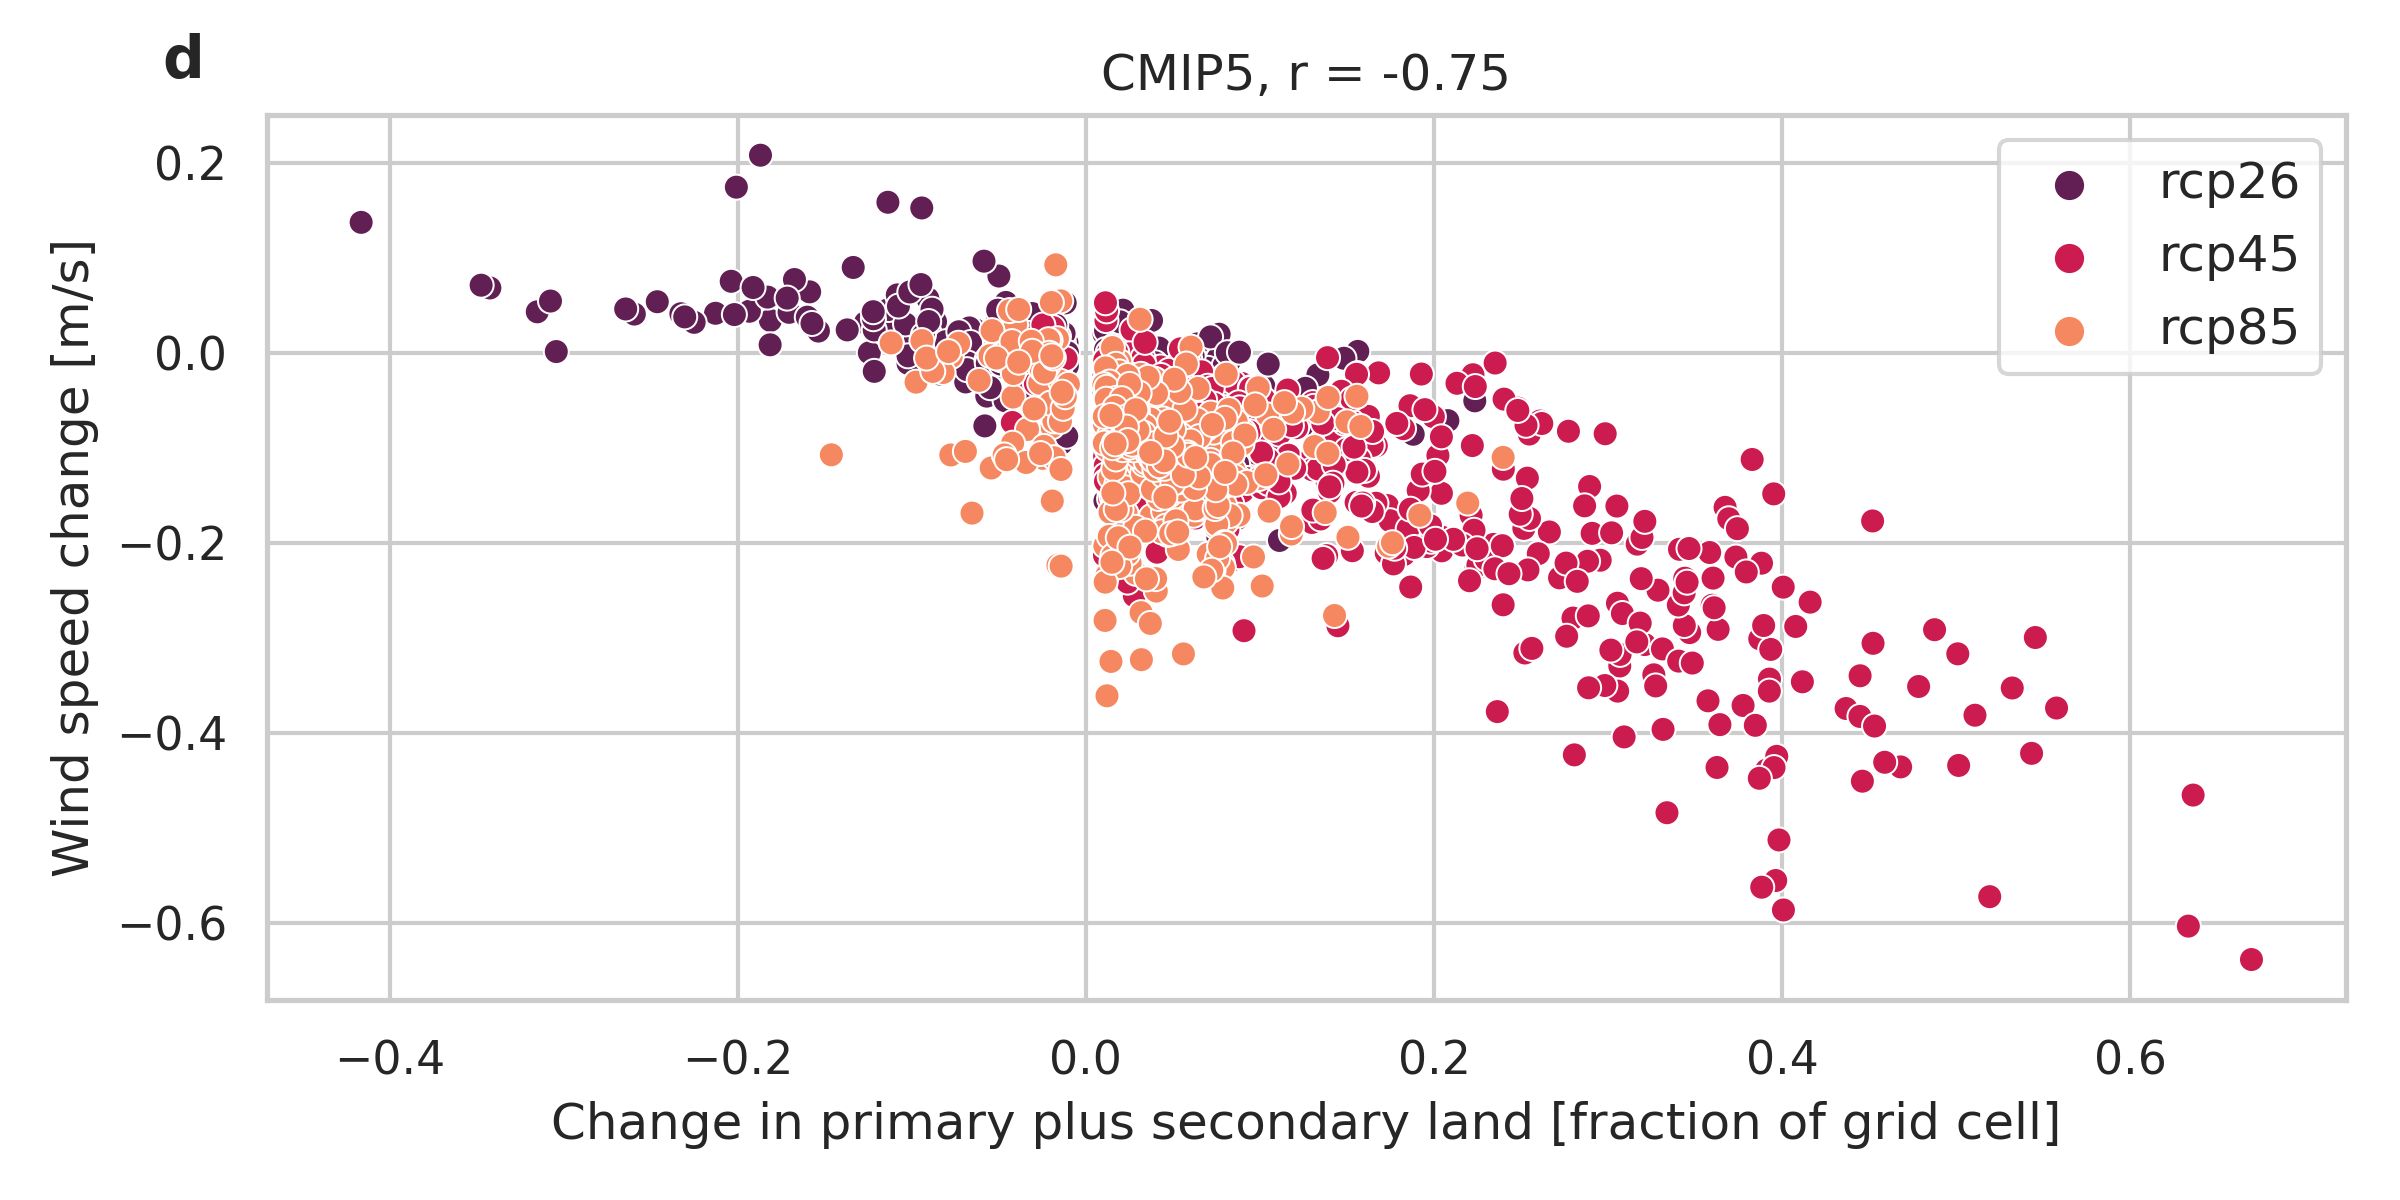 d
CMIP5, r = -0.75
Wind speed change [m/s]
0.2
0.0
−0.2
−0.4
−0.6
rcp26
rcp45
rcp85
−0.4 −0.2 0.0 0.2 0.4 0.6
Change in primary plus secondary land [fraction of grid cell]